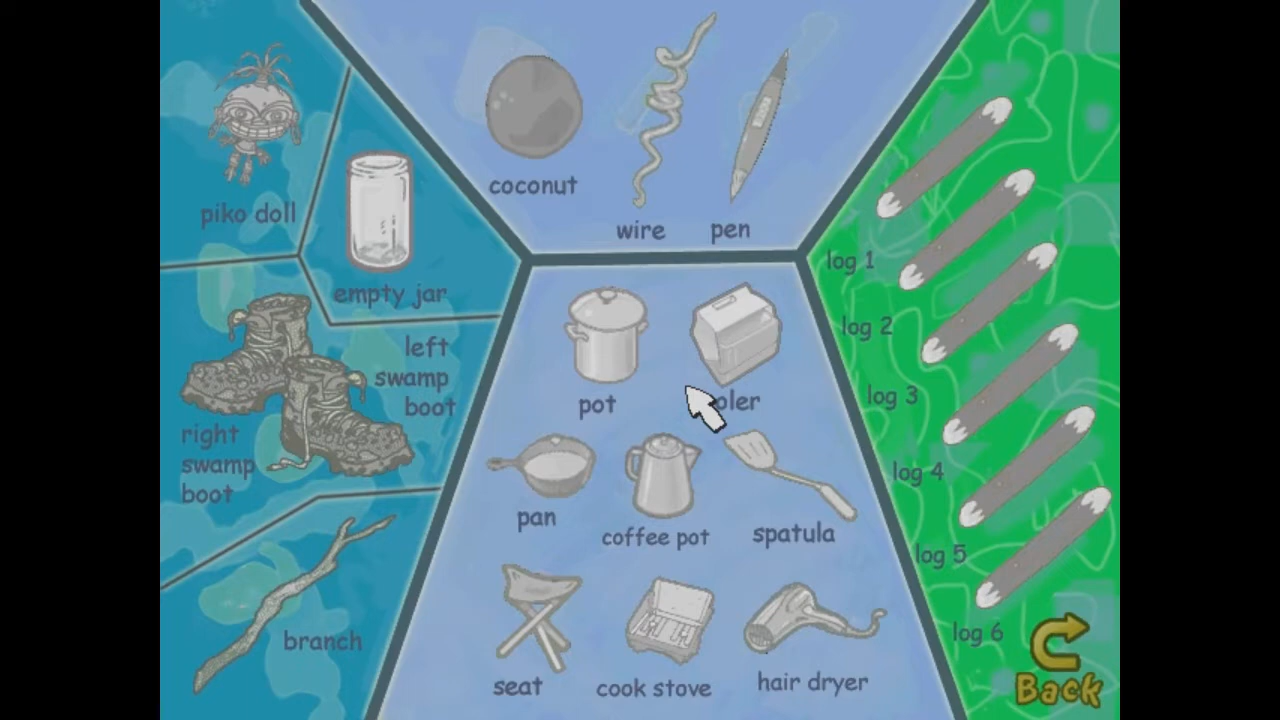 piko doll
empty jar
left
swamp
boot
right
swamp
boot
branch
coconut
wire
pen
pot
oler
pan
coffee pot
spatula
seat
cook stove
hair dryer
log 1
log 2
log 3
log 4
log 5
log 6
Back